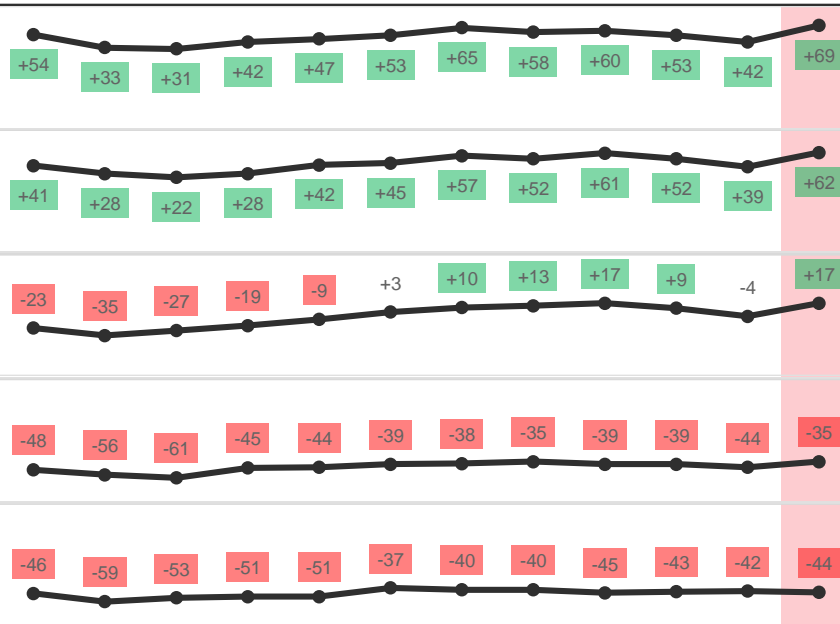 +54 +33 +31 +42 +47 +53 +65 +58 +60 +53 +42 +69
+41 +28 +22 +28 +42 +45 +57 +52 +61 +52 +39 +62
-23 -35 -27 -19 -9 +3 +10 +13 +17 +9 -4 +17
-48 -56 -61 -45 -44 -39 -38 -35 -39 -39 -44 -35
-46 -59 -53 -51 -51 -37 -40 -40 -45 -43 -42 -44